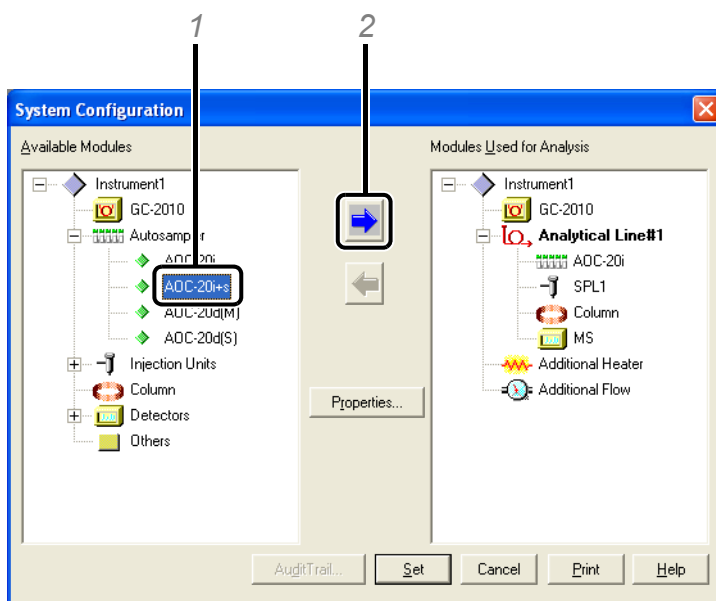 1 2
System Configuration
Available Modules
Modules Used for Analysis
Instrument1
GC-2010
Autosampler
AOC-20i
AOC-20i+s
AOC-20d(M)
AOC-20d(S)
Injection Units
Column
Detectors
Others
Properties...
Instrument1
GC-2010
Analytical Line#1
AOC-20i
SPL1
Column
MS
Additional Heater
Additional Flow
AuditTrail... Set Cancel Print Help